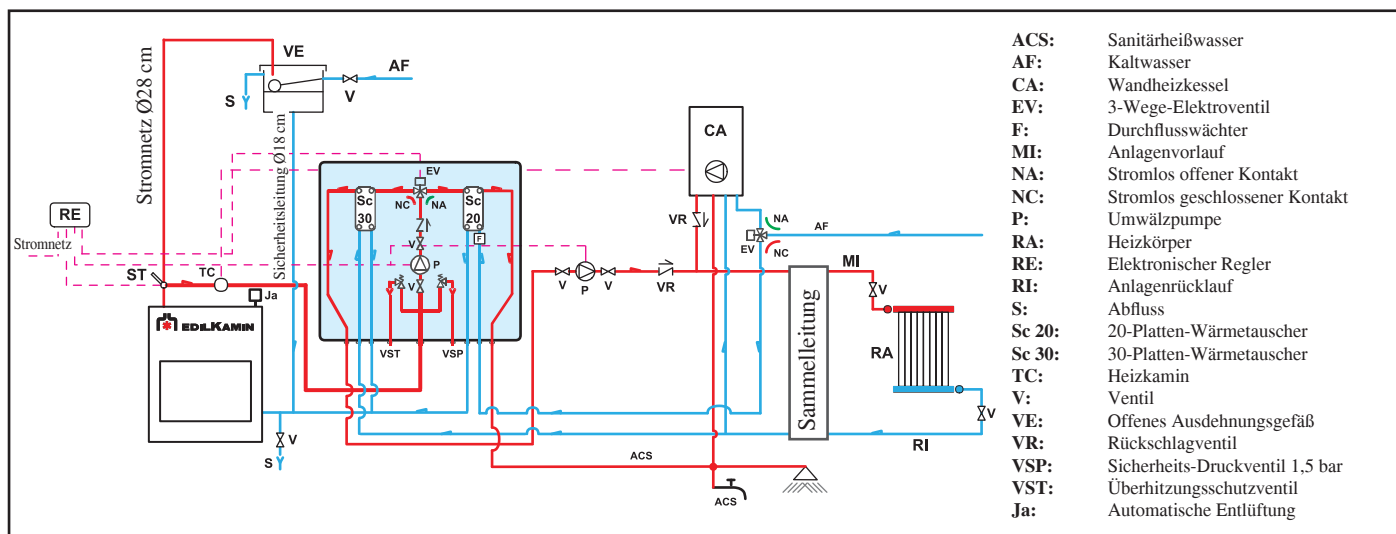 VE
AF
V
S
Stromnetz Ø28 cm
Sicherheitsleitung Ø18 cm
RE
Stromnetz
ST
TC
Ja
EDILKAMIN
V
S
EV
Sc
30
NC
NA
Sc
20
F
V
P
V
VST
VSP
CA
VR
NA
EV
NC
AF
V
P
V
VR
MI
Sammelleitung
V
RA
V
RI
ACS
ACS
ACS: Sanitärheißwasser
AF: Kaltwasser
CA: Wandheizkessel
EV: 3-Wege-Elektroventil
F: Durchflusswächter
MI: Anlagenvorlauf
NA: Stromlos offener Kontakt
NC: Stromlos geschlossener Kontakt
P: Umwälzpumpe
RA: Heizkörper
RE: Elektronischer Regler
RI: Anlagenrücklauf
S: Abfluss
Sc 20: 20-Platten-Wärmetauscher
Sc 30: 30-Platten-Wärmetauscher
TC: Heizkamin
V: Ventil
VE: Offenes Ausdehnungsgefäß
VR: Rückschlagventil
VSP: Sicherheits-Druckventil 1,5 bar
VST: Überhitzungsschutzventil
Ja: Automatische Entlüftung